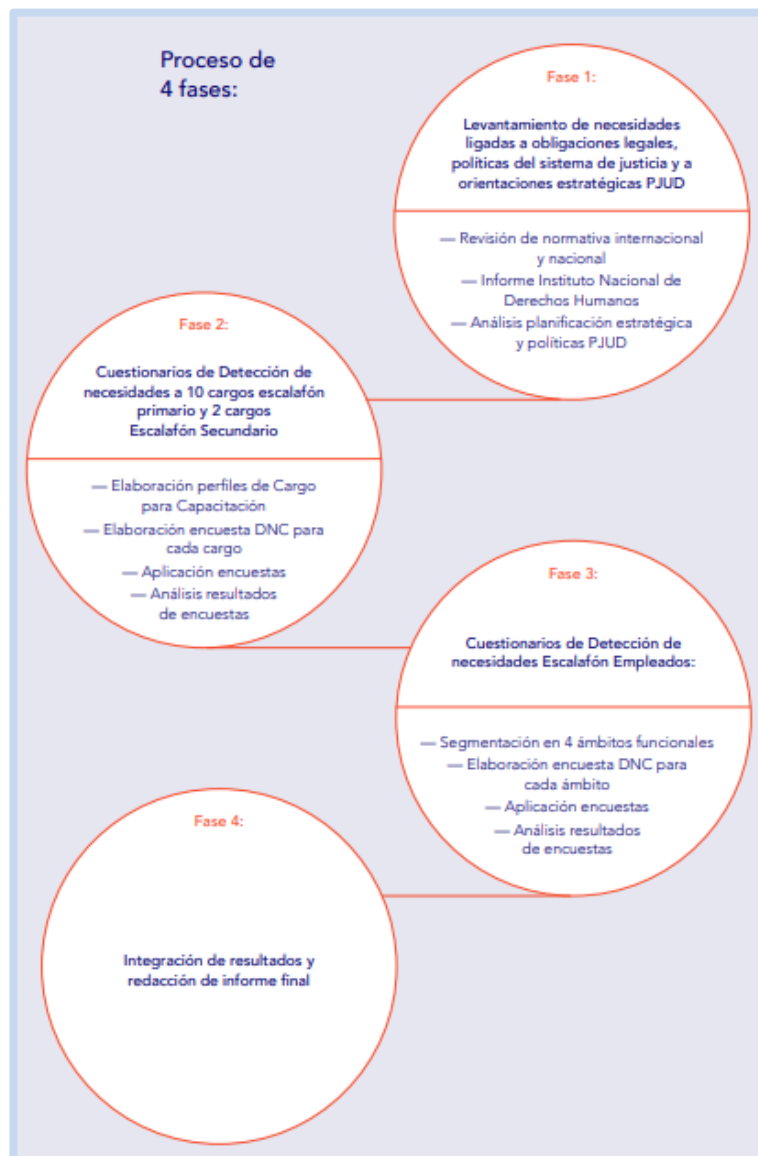 Proceso de
4 fases:
Fase 1:
Levantamiento de necesidades
ligadas a obligaciones legales,
políticas del sistema de justicia y a
orientaciones estratégicas PJUD
— Revisión de normativa internacional
y nacional
— Informe Instituto Nacional de
Derechos Humanos
— Análisis planificación estratégica
y políticas PJUD
Fase 2:
Cuestionarios de Detección de
necesidades a 10 cargos escalafón
primario y 2 cargos
Escalafón Secundario
— Elaboración perfiles de Cargo
para Capacitación
— Elaboración encuesta DNC para
cada cargo
— Aplicación encuestas
— Análisis resultados
de encuestas
Fase 3:
Cuestionarios de Detección de
necesidades Escalafón Empleados:
— Segmentación en 4 ámbitos funcionales
— Elaboración encuesta DNC para
cada ámbito
— Aplicación encuestas
— Análisis resultados
de encuestas
Fase 4:
Integración de resultados y
redacción de informe final